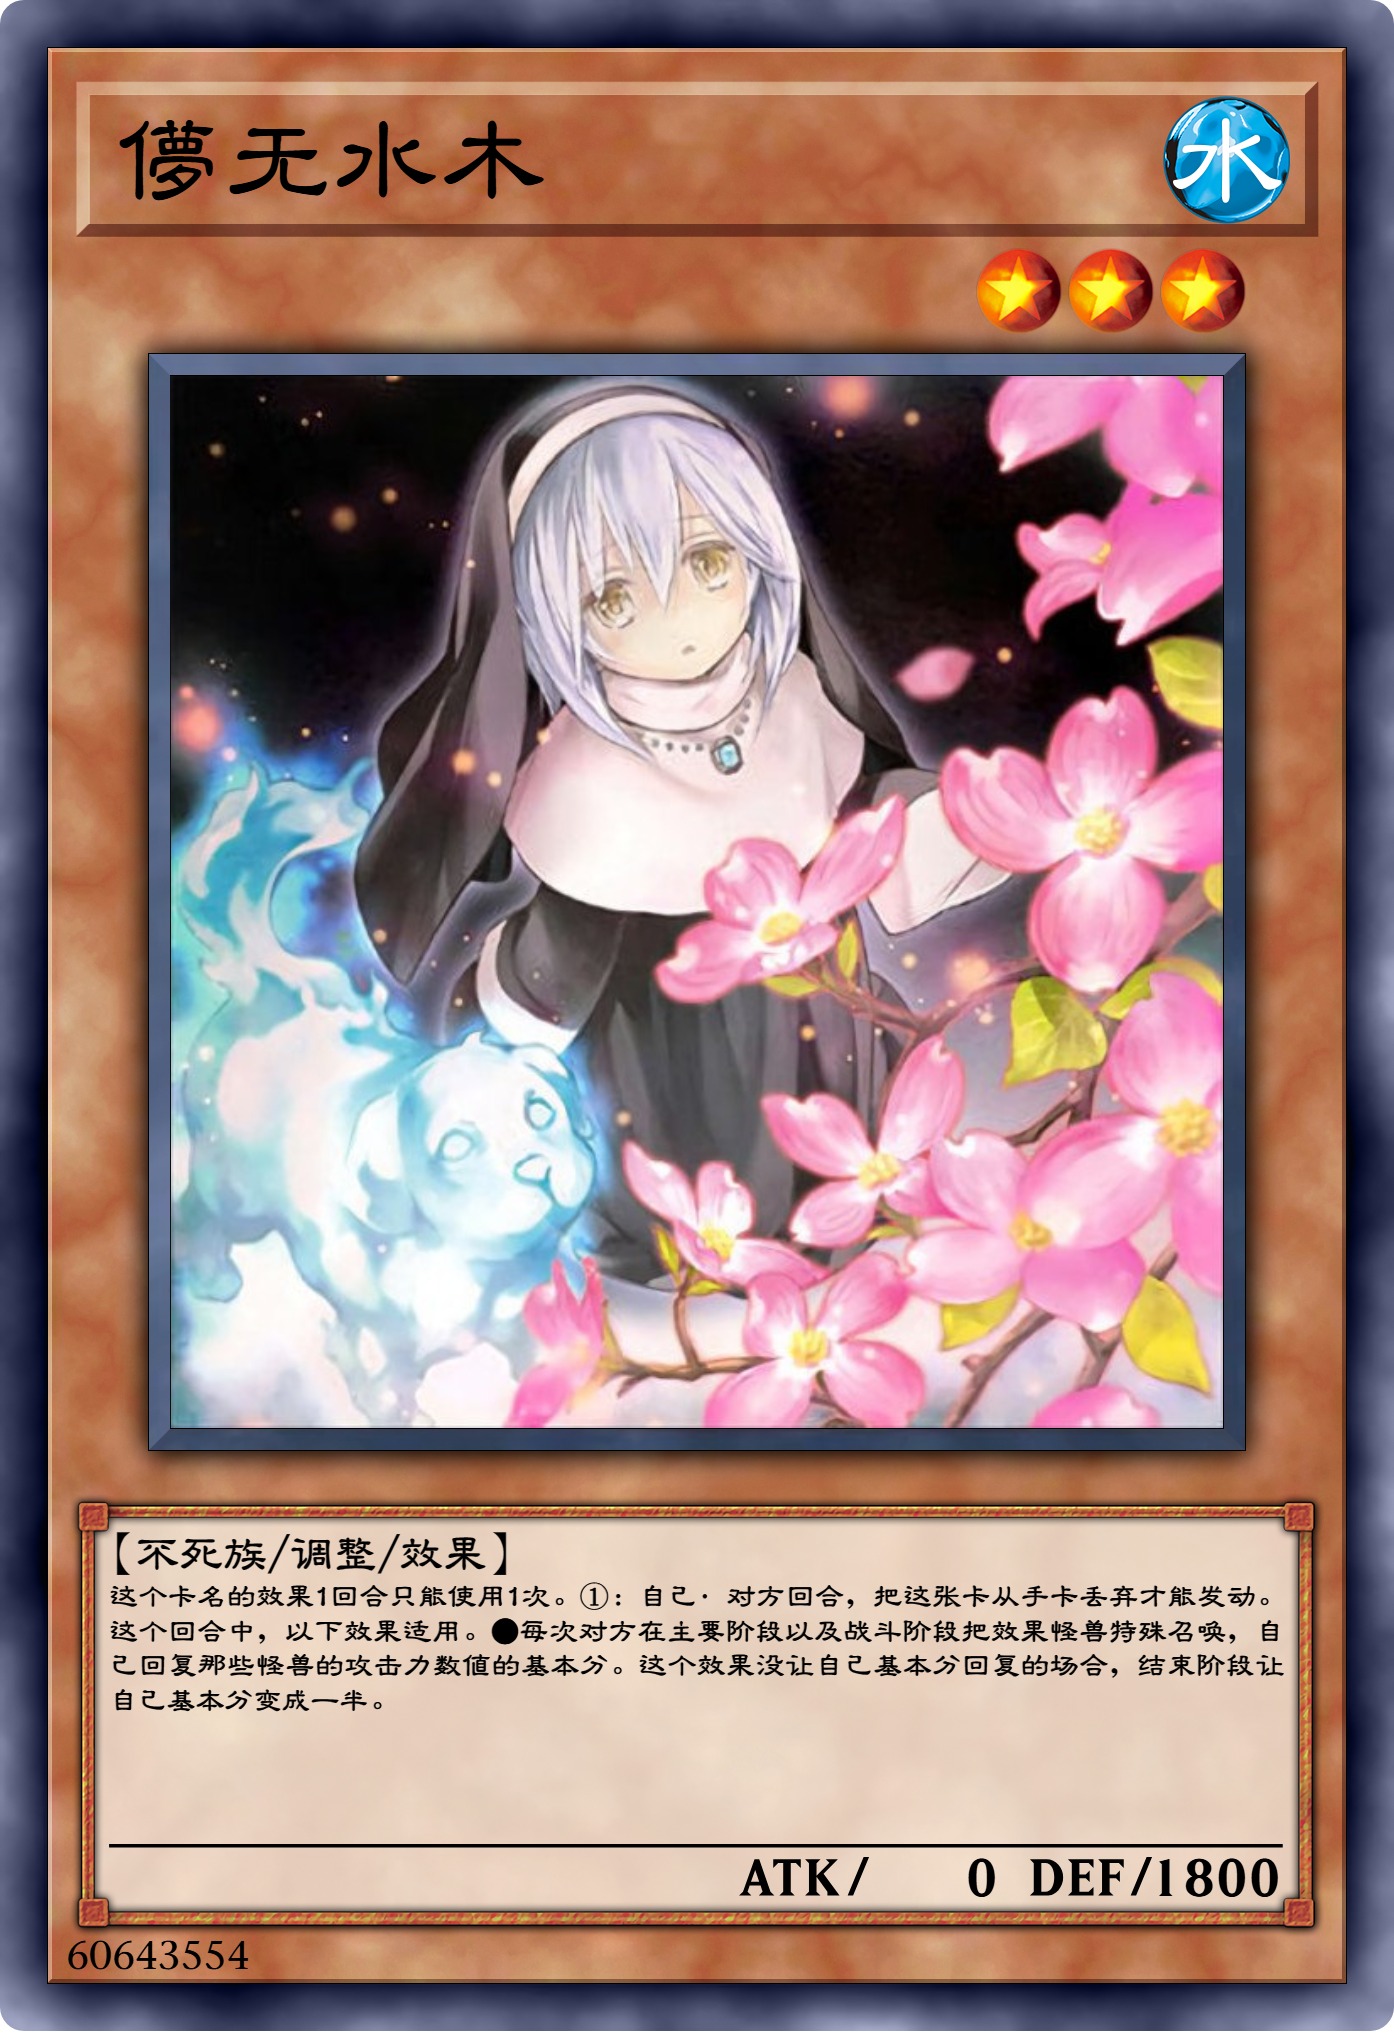 儚无水木
水
【不死族/调整/效果】
这个卡名的效果1回合只能使用1次。①：自己·对方回合，把这张卡从手卡丢弃才能发动。
这个回合中，以下效果适用。●每次对方在主要阶段以及战斗阶段把效果怪兽特殊召唤，自
己回复那些怪兽的攻击力数值的基本分。这个效果没让自己基本分回复的场合，结束阶段让
自己基本分变成一半。
ATK/ 0 DEF/1800
60643554